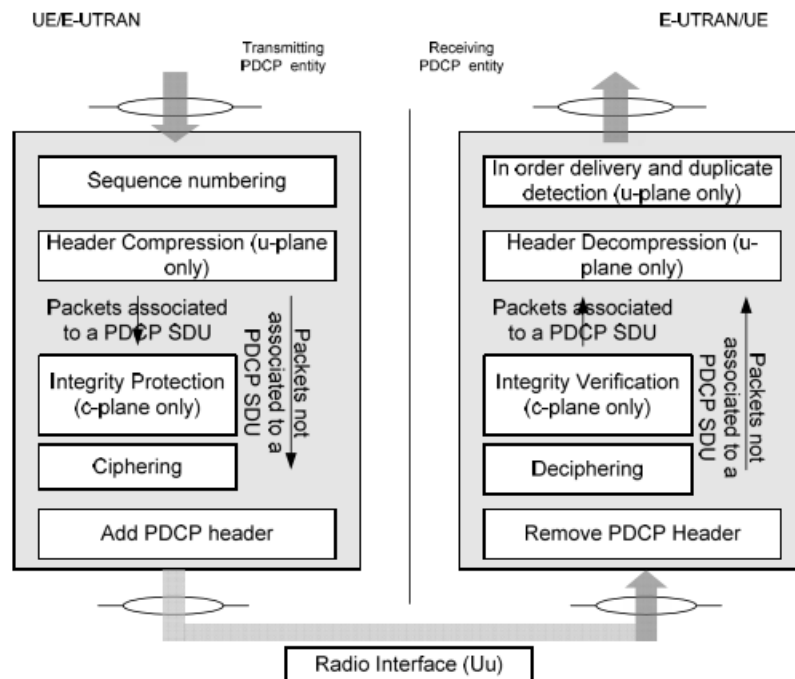 UE/E-UTRAN
E-UTRAN/UE
Transmitting
PDCP entity
Receiving
PDCP entity
Sequence numbering
Header Compression (u-plane
only)
Packets associated
to a PDCP SDU
Packets not
associated to a
PDCP SDU
Integrity Protection
(c-plane only)
Ciphering
Add PDCP header
In order delivery and duplicate
detection (u-plane only)
Header Decompression (u-
plane only)
Packets associated
to a PDCP SDU
Packets not
associated to a
PDCP SDU
Integrity Verification
(c-plane only)
Deciphering
Remove PDCP Header
Radio Interface (Uu)